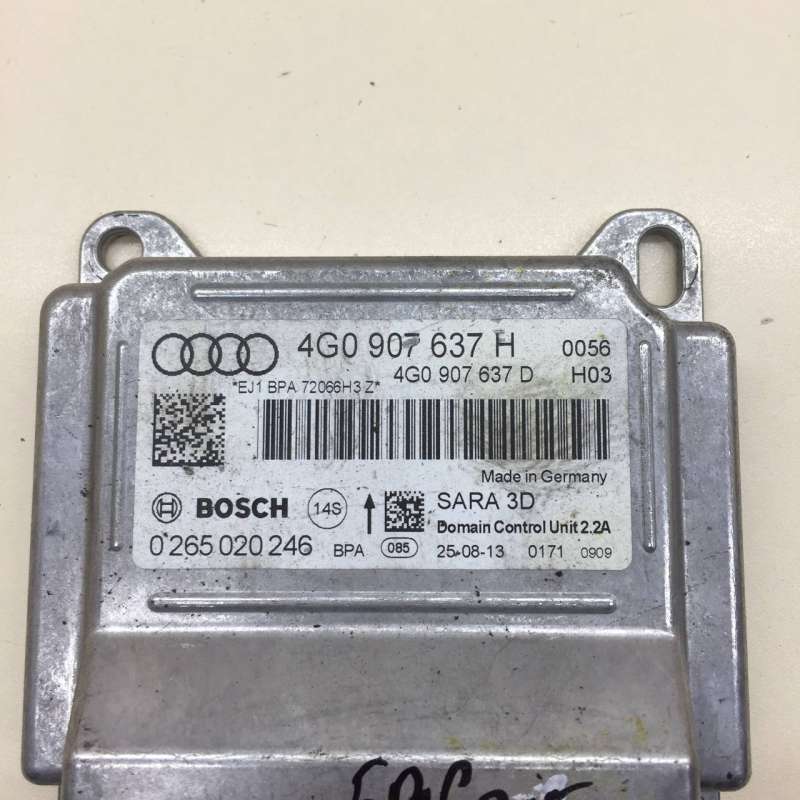 4G0 907 637 H 0056
4G0 907 637 D H03
*EJ1 BPA 72066H3 Z*
Made in Germany
BOSCH 14S SARA 3D
Domain Control Unit 2.2A
0 265 020 246 BPA 085 25-08-13 0171 0909